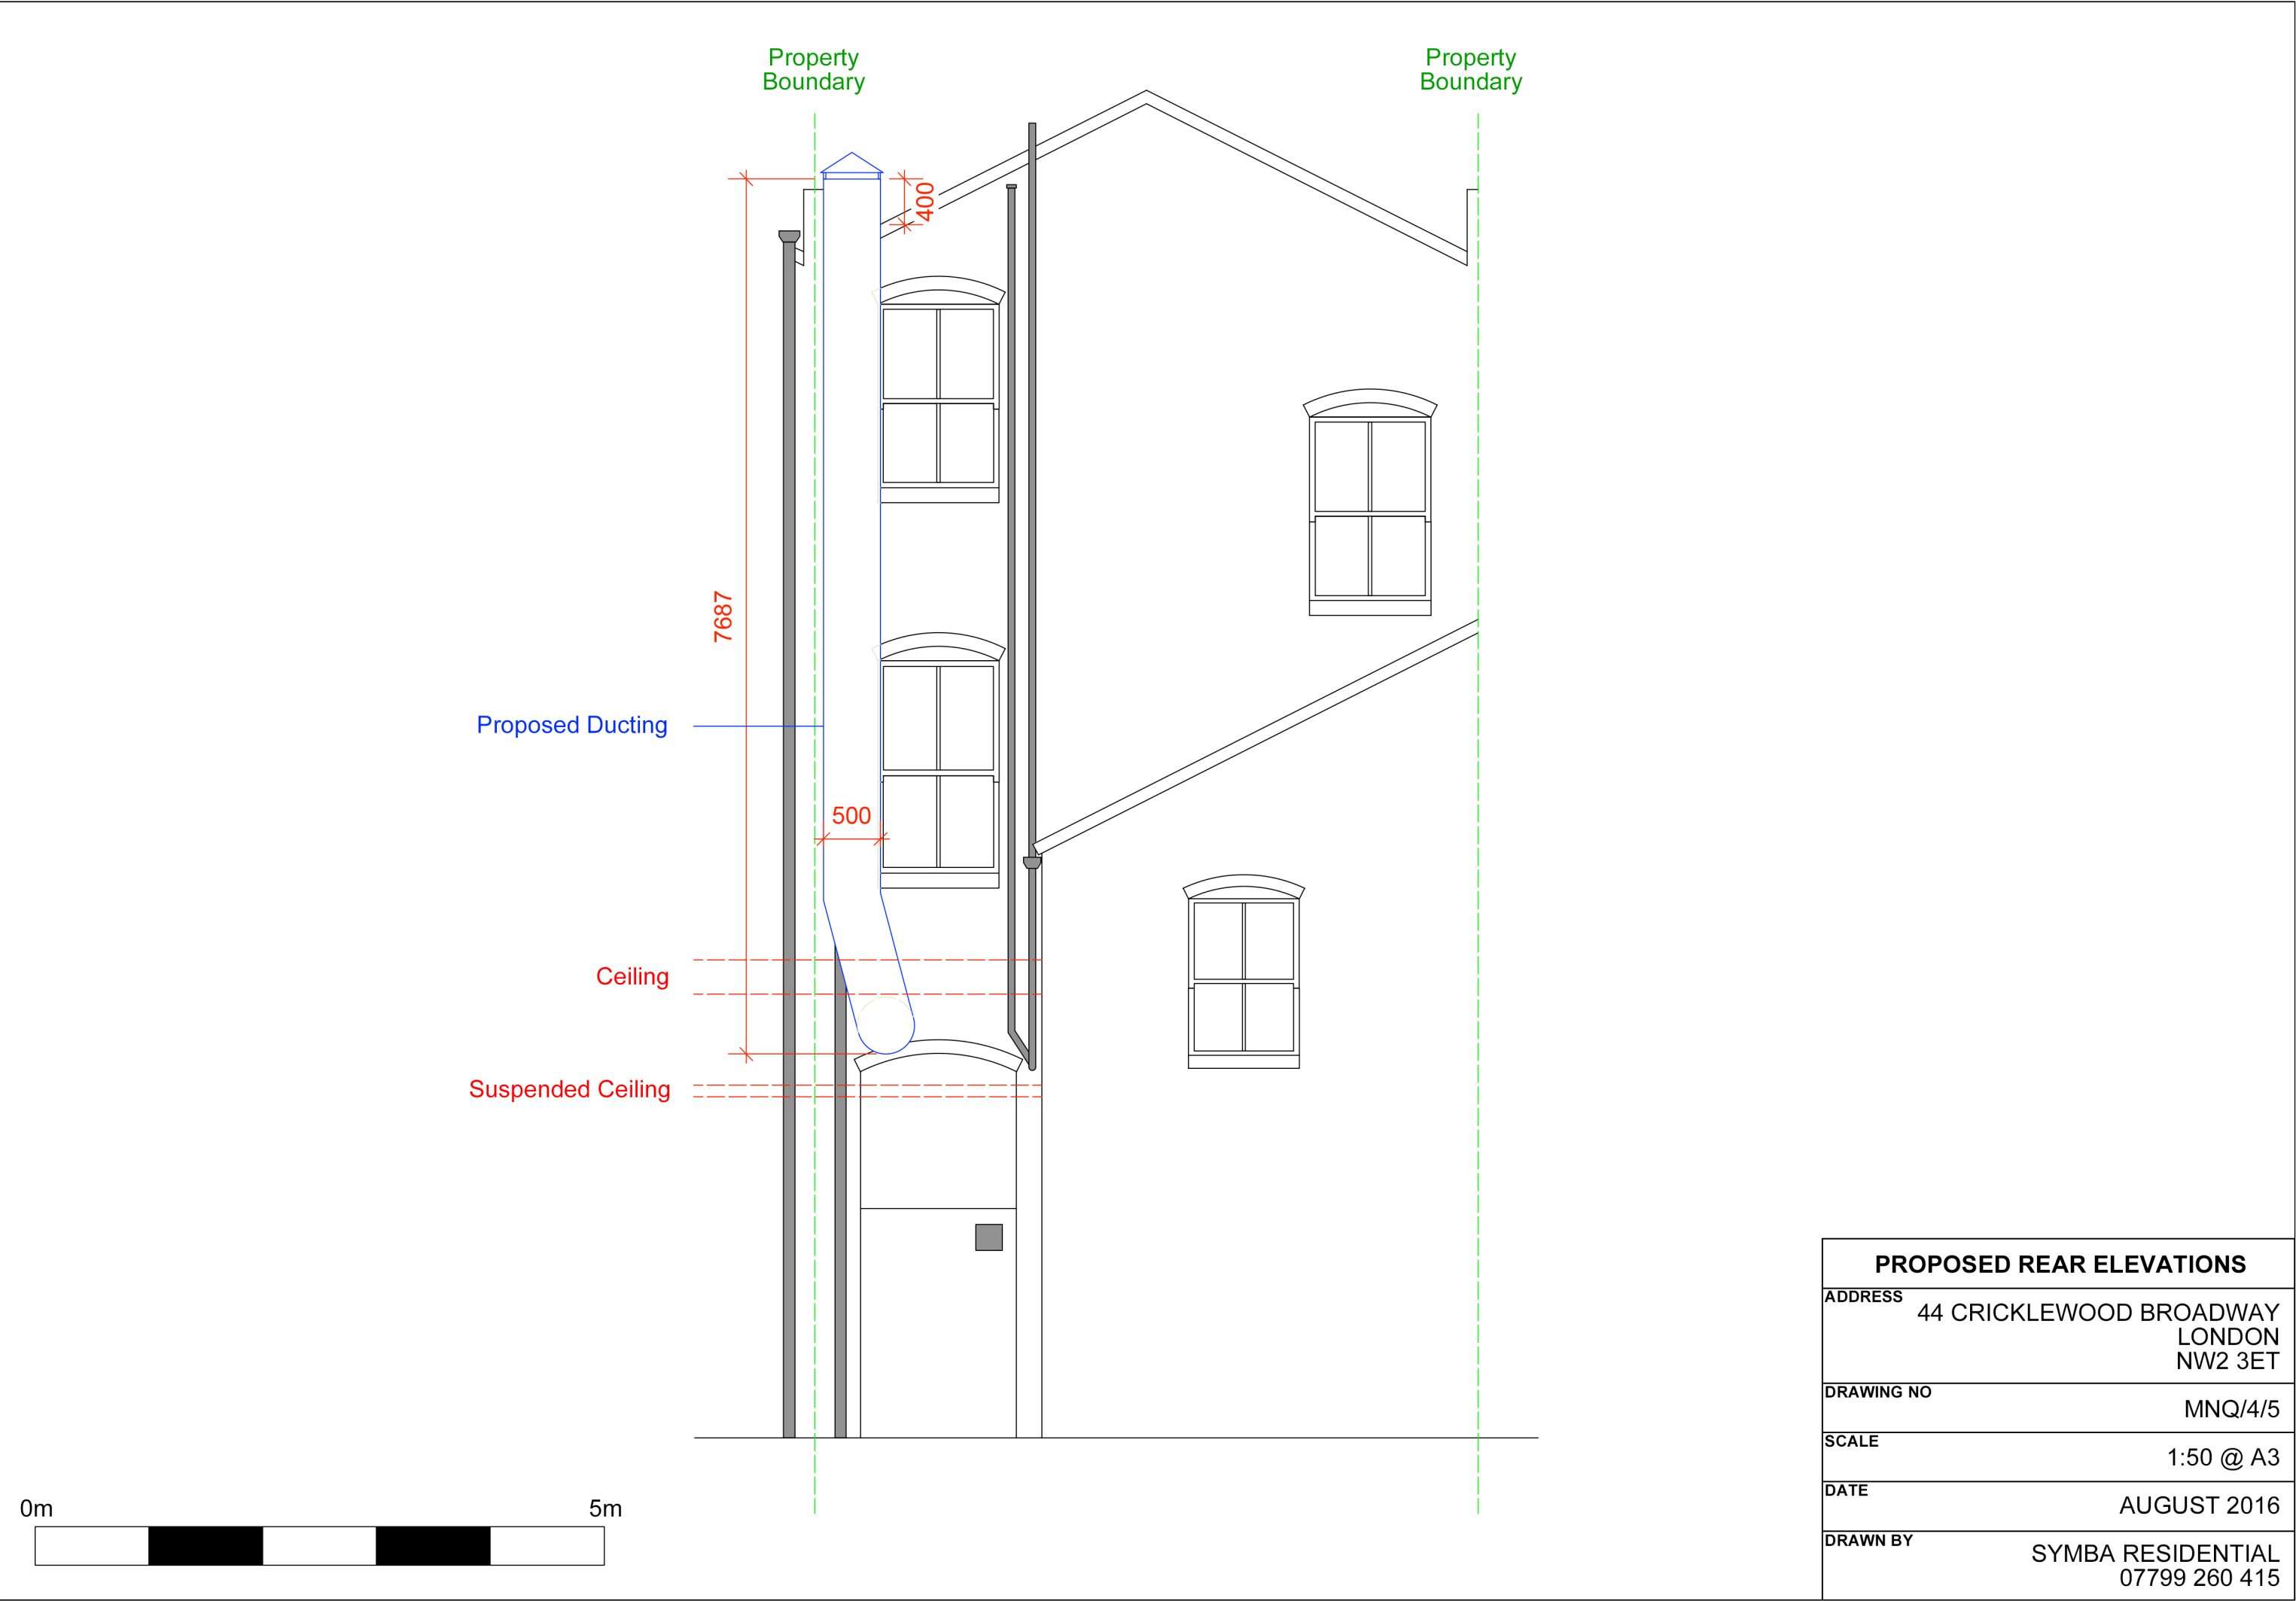 Property
Boundary
Property
Boundary
400
7687
Proposed Ducting
500
Ceiling
Suspended Ceiling
0m
5m
PROPOSED REAR ELEVATIONS
ADDRESS
44 CRICKLEWOOD BROADWAY
LONDON
NW2 3ET
DRAWING NO
MNQ/4/5
SCALE
1:50 @ A3
DATE
AUGUST 2016
DRAWN BY
SYMBA RESIDENTIAL
07799 260 415